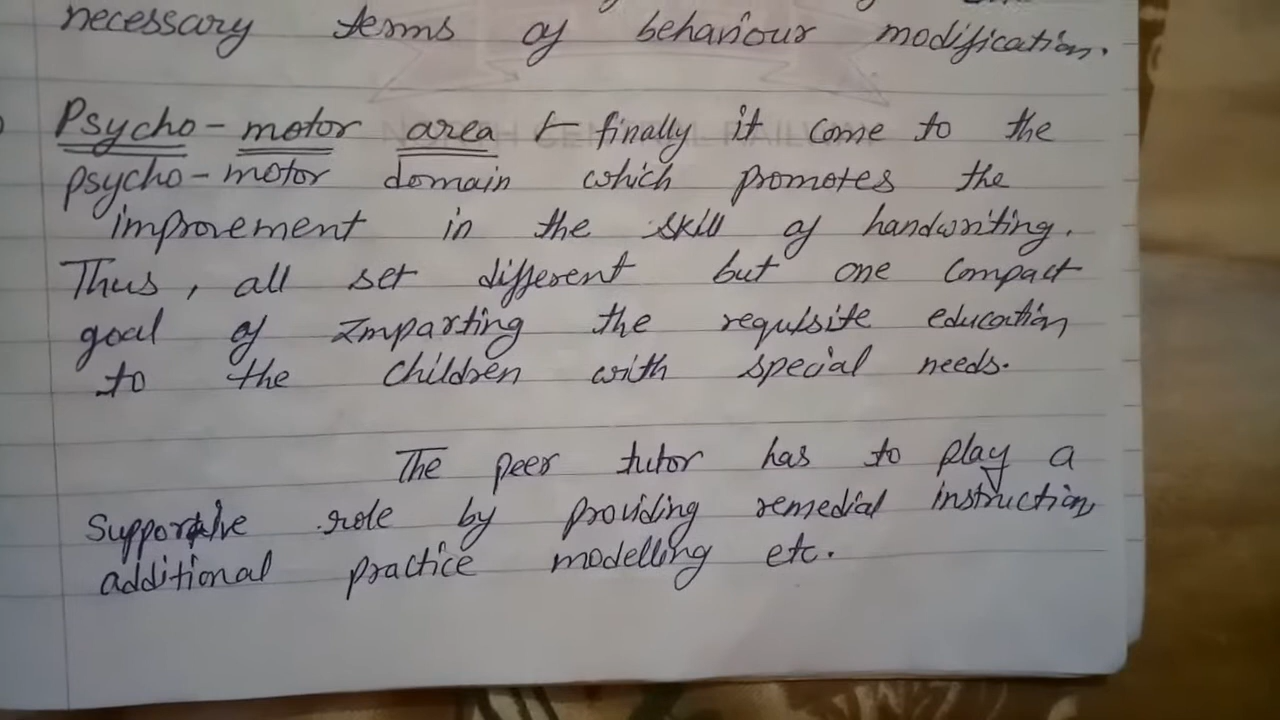 necessary terms of behaviour modification.
Psycho-motor area :- finally it come to the
psycho-motor domain which promotes the
improvement in the skill of handwriting.
Thus, all set different but one compact
goal of Imparting the requisite education
to the children with special needs.
The peer tutor has to play a
supportive role by providing remedial instruction,
additional practice modelling etc.